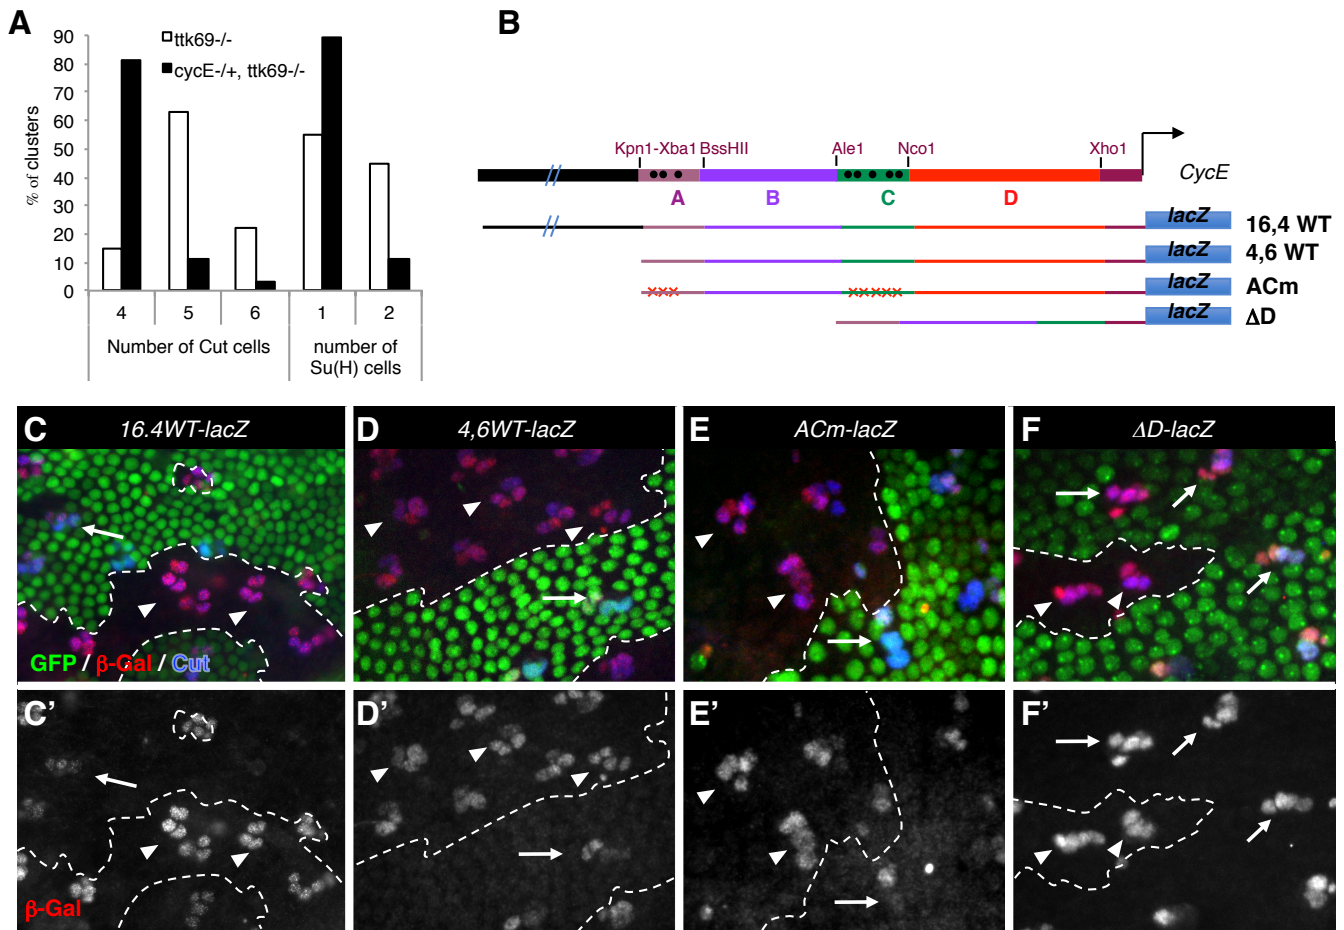 A
90
80
70
60
50
40
30
20
10
0
% of clusters
ttk69-/-
cycE-/+, ttk69-/-
4 5 6 1 2
Number of Cut cells
number of
Su(H) cells
B
Kpn1-Xba1 BssHII Ale1 Nco1 Xho1
CycE
A B C D
lacZ 16,4 WT
lacZ 4,6 WT
lacZ ACm
lacZ ΔD
C 16.4WT-lacZ
GFP / β-Gal / Cut
D 4,6WT-lacZ
E ACm-lacZ
F ΔD-lacZ
C'
β-Gal
D'
E'
F'